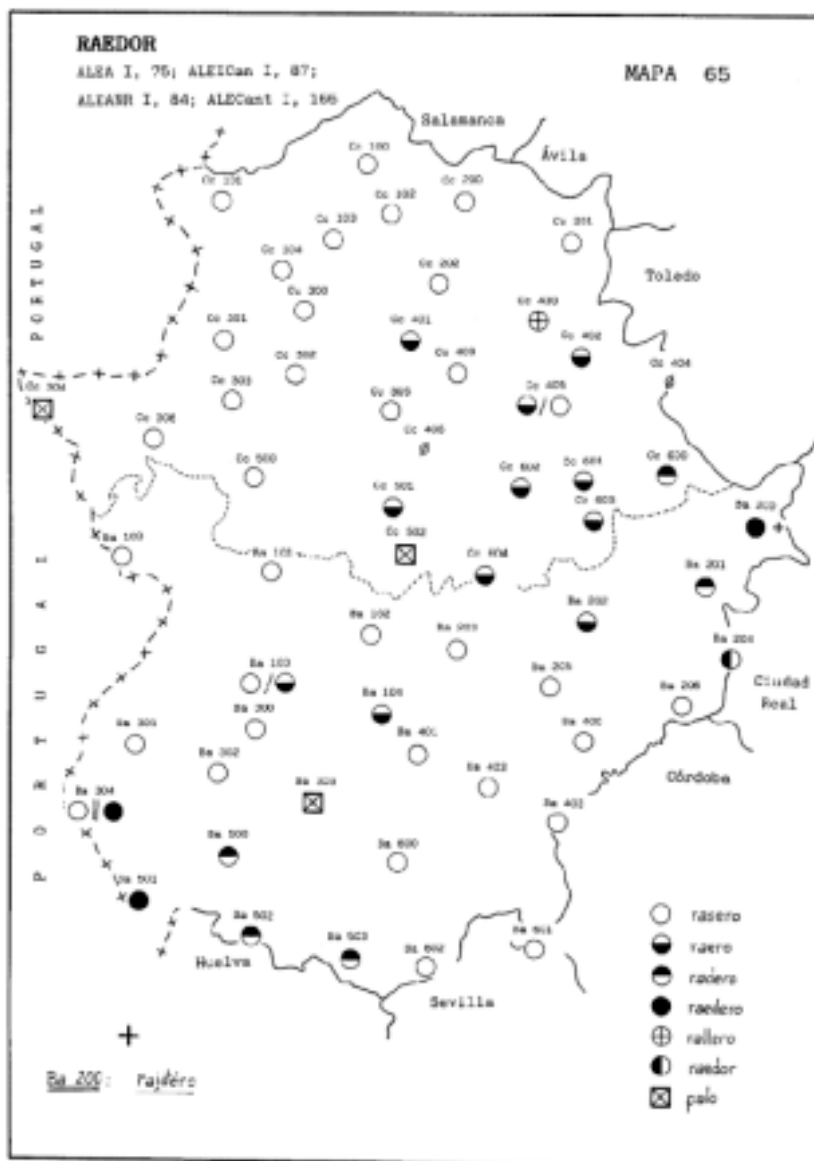 RAEDOR
ALEA I, 75; ALEICan I, 87;
ALEANR I, 84; ALECant I, 166
MAPA 65
Salamanca
Ávila
Toledo
Ciudad
Real
Córdoba
Sevilla
Huelva
PORTUGAL
PORTUGAL
Cc 100
Cc 101
Cc 102
Cc 200
Cc 103
Cc 201
Cc 104
Cc 202
Cc 300
Cc 400
Cc 301
Cc 401
Cc 402
Cc 302
Cc 403
Cc 404
Cc 304
Cc 303
Cc 405
Cc 306
Cc 406
Cc 500
Cc 501
Cc 602
Cc 601
Cc 600
Cc 603
Cc 502
Cc 604
Ba 100
Ba 101
Ba 201
Ba 102
Ba 203
Ba 202
Ba 204
Ba 103
Ba 205
Ba 206
Ba 300
Ba 104
Ba 301
Ba 401
Ba 400
Ba 302
Ba 402
Ba 304
Ba 403
Ba 500
Ba 600
Ba 501
Ba 502
Ba 503
Ba 602
Ba 601
rasero
raero
radero
raedero
rallero
raedor
palo
Ba 200: rajdéro